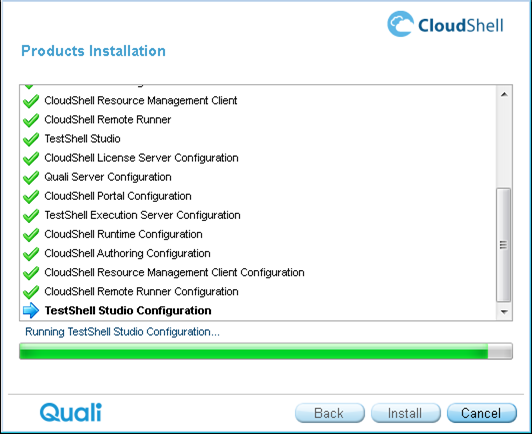 CloudShell
Products Installation
CloudShell Resource Management Client
CloudShell Remote Runner
TestShell Studio
CloudShell License Server Configuration
Quali Server Configuration
CloudShell Portal Configuration
TestShell Execution Server Configuration
CloudShell Runtime Configuration
CloudShell Authoring Configuration
CloudShell Resource Management Client Configuration
CloudShell Remote Runner Configuration
TestShell Studio Configuration
Running TestShell Studio Configuration...
Quali
Back
Install
Cancel